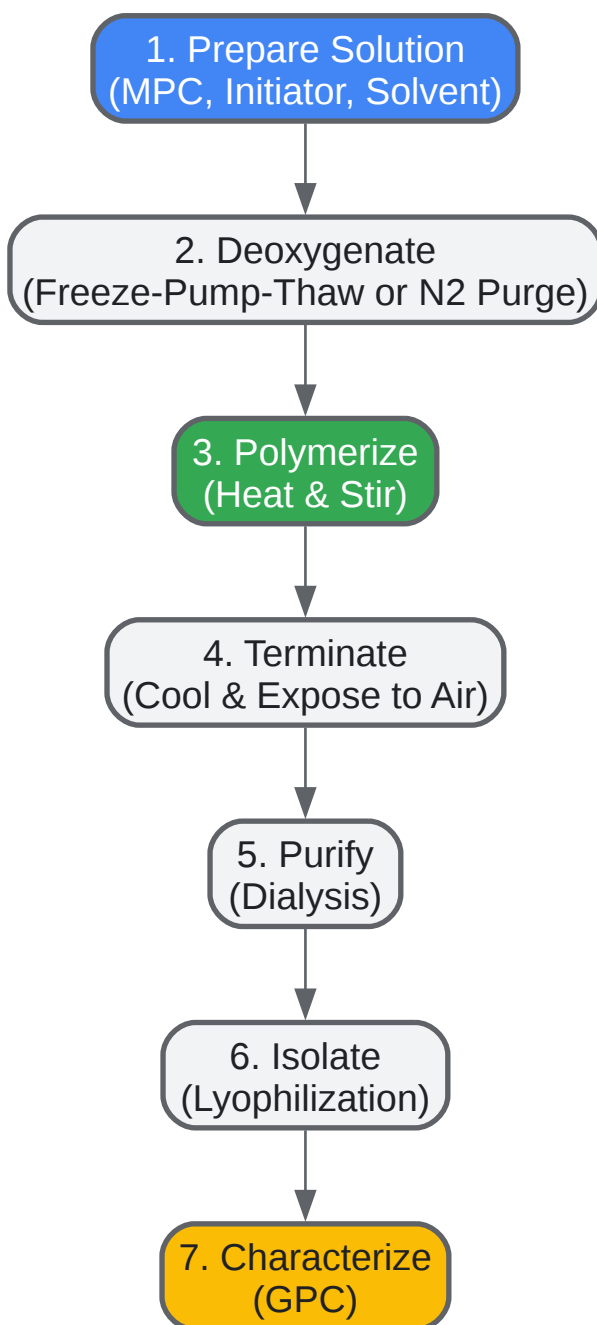 1. Prepare Solution
(MPC, Initiator, Solvent)
2. Deoxygenate
(Freeze-Pump-Thaw or N2 Purge)
3. Polymerize
(Heat & Stir)
4. Terminate
(Cool & Expose to Air)
5. Purify
(Dialysis)
6. Isolate
(Lyophilization)
7. Characterize
(GPC)